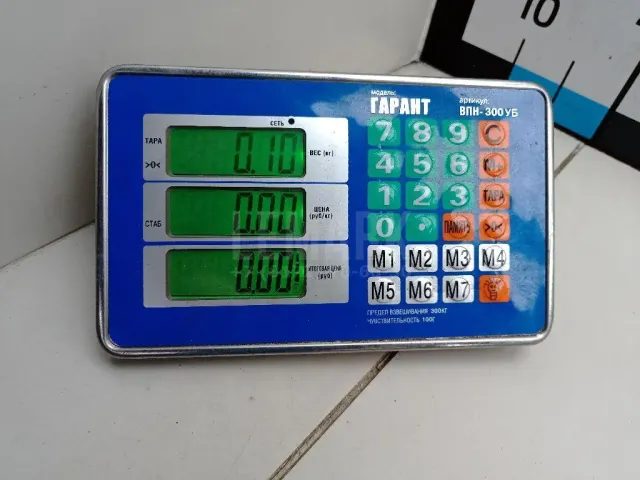 10
модель:
ГАРАНТ
артикул:
ВПН-300УБ
СЕТЬ
ТАРА
>0<
0.10
ВЕС (кг)
СТАБ
0.00
ЦЕНА
(руб/кг)
0.00
ИТОГОВАЯ ЦЕНА
(руб)
7 8 9 C
4 5 6
1 2 3 ТАРА
0 . ПАМЯТЬ >0<
M1 M2 M3 M4
M5 M6 M7
ПРЕДЕЛ ВЗВЕШИВАНИЯ 300КГ
ЧУВСТВИТЕЛЬНОСТЬ 100Г